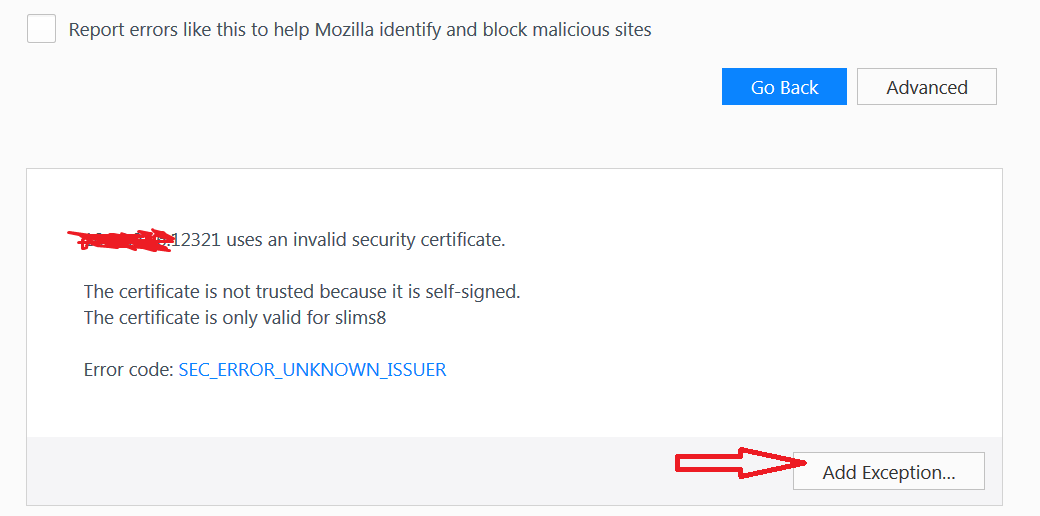 Report errors like this to help Mozilla identify and block malicious sites
Go Back
Advanced
:12321 uses an invalid security certificate.
The certificate is not trusted because it is self-signed.
The certificate is only valid for slims8
Error code: SEC_ERROR_UNKNOWN_ISSUER
Add Exception...